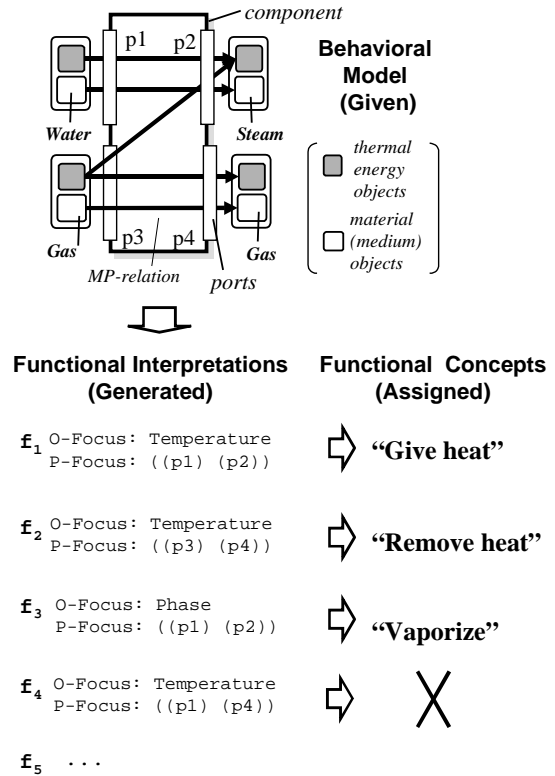 component
p1 p2
Behavioral
Model
(Given)
Water
Steam
thermal
energy
objects
material
(medium)
objects
Gas
Gas
p3 p4
MP-relation
ports
Functional Interpretations
(Generated)
Functional Concepts
(Assigned)
f1 O-Focus: Temperature
P-Focus: ((p1) (p2))
“Give heat”
f2 O-Focus: Temperature
P-Focus: ((p3) (p4))
“Remove heat”
f3 O-Focus: Phase
P-Focus: ((p1) (p2))
“Vaporize”
f4 O-Focus: Temperature
P-Focus: ((p1) (p4))
f5 ...